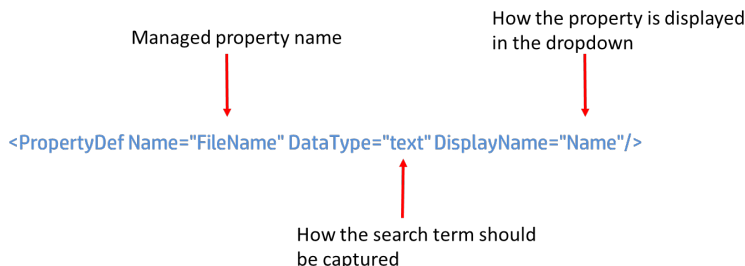 How the property is displayed
in the dropdown
Managed property name
<PropertyDef Name="FileName" DataType="text" DisplayName="Name"/>
How the search term should
be captured